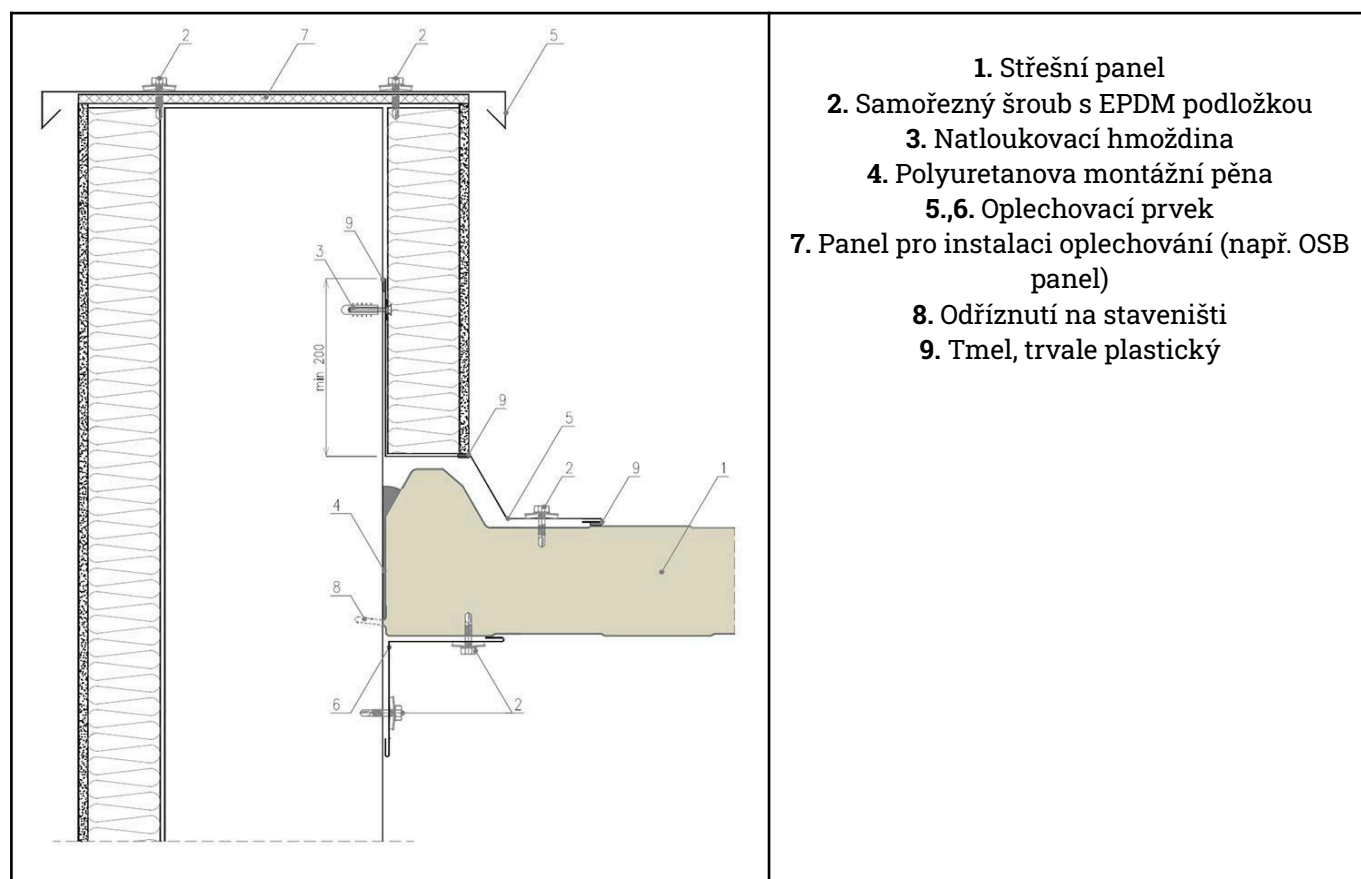 2 7 2 5
9
3
min 200
9
5
2
9
1
4
8
6 2
1. Střešní panel
2. Samořezný šroub s EPDM podložkou
3. Natloukovací hmoždina
4. Polyuretanova montážní pěna
5.,6. Oplechovací prvek
7. Panel pro instalaci oplechování (např. OSB
panel)
8. Odříznutí na staveništi
9. Tmel, trvale plastický